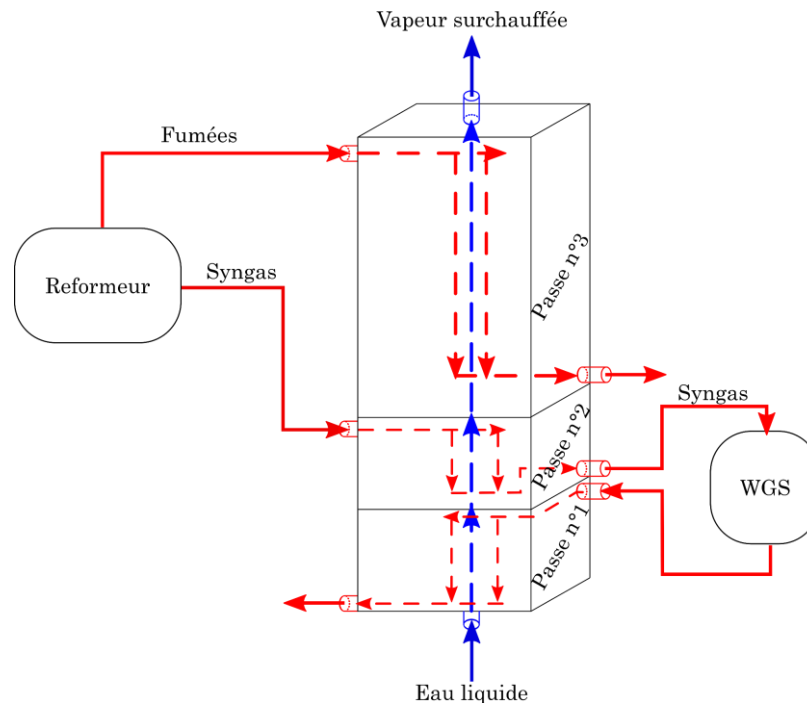 Vapeur surchauffée
Fumées
Passe n°3
Syngas
Reformeur
Syngas
Passe n°2
WGS
Passe n°1
Eau liquide